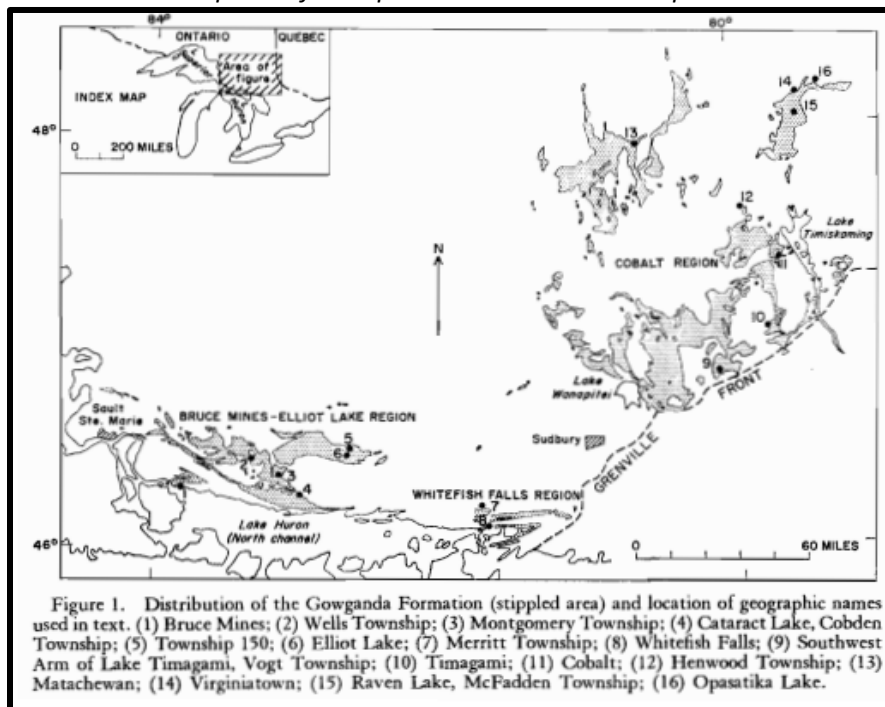 84°
80
ONTARIO
QUÉBEC
Area of
figure
INDEX MAP
0 200 MILES
48°
14
16
15
13
12
Lake
Timiskaming
N
COBALT REGION
11
10
9
Lake
Wanapitei
FRONT
GRENVILLE
Sudbury
BRUCE MINES-ELLIOT LAKE REGION
Sault
Ste. Marie
5
6
2
3
4
WHITEFISH FALLS REGION
7
8
Lake Huron
(North channel)
46°
0 60 MILES
Figure 1. Distribution of the Gowganda Formation (stippled area) and location of geographic names
used in text. (1) Bruce Mines; (2) Wells Township; (3) Montgomery Township; (4) Cataract Lake, Cobden
Township; (5) Township 150; (6) Elliot Lake; (7) Merritt Township; (8) Whitefish Falls; (9) Southwest
Arm of Lake Timagami, Vogt Township; (10) Timagami; (11) Cobalt; (12) Henwood Township; (13)
Matachewan; (14) Virginiatown; (15) Raven Lake, McFadden Township; (16) Opasatika Lake.